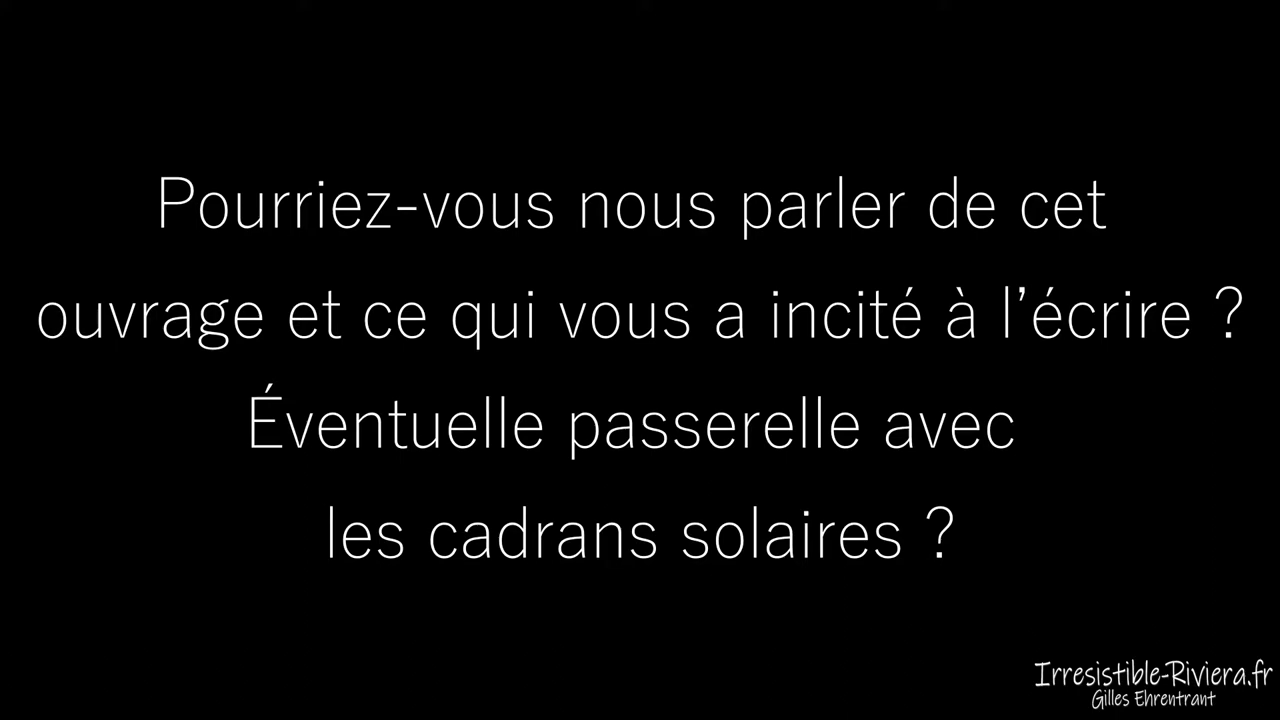 Pourriez-vous nous parler de cet
ouvrage et ce qui vous a incité à l’écrire ?
Éventuelle passerelle avec
les cadrans solaires ?
Irresistible-Riviera.fr
Gilles Ehrentrant